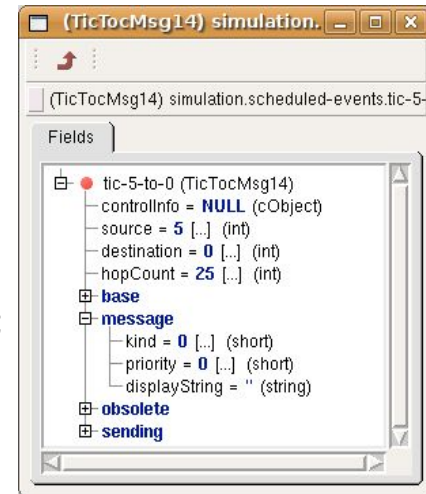 (TicTocMsg14) simulation.
(TicTocMsg14) simulation.scheduled-events.tic-5-
Fields
tic-5-to-0 (TicTocMsg14)
controlInfo = NULL (cObject)
source = 5 [...] (int)
destination = 0 [...] (int)
hopCount = 25 [...] (int)
base
message
kind = 0 [...] (short)
priority = 0 [...] (short)
displayString = '' (string)
obsolete
sending